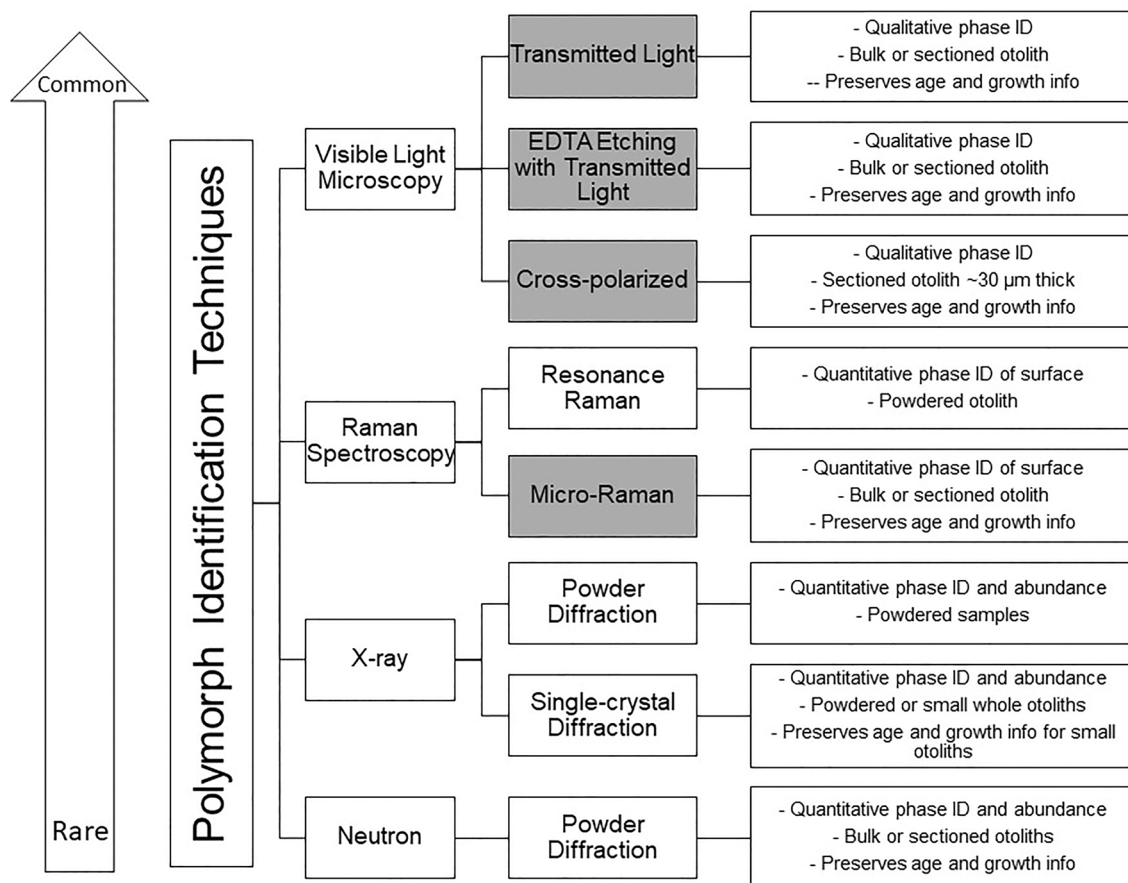 Common
Rare
Polymorph Identification Techniques
Visible Light
Microscopy
Transmitted Light
- Qualitative phase ID
- Bulk or sectioned otolith
-- Preserves age and growth info
EDTA Etching
with Transmitted
Light
- Qualitative phase ID
- Bulk or sectioned otolith
- Preserves age and growth info
Cross-polarized
- Qualitative phase ID
- Sectioned otolith ~30 µm thick
- Preserves age and growth info
Raman
Spectroscopy
Resonance
Raman
- Quantitative phase ID of surface
- Powdered otolith
Micro-Raman
- Quantitative phase ID of surface
- Bulk or sectioned otolith
- Preserves age and growth info
X-ray
Powder
Diffraction
- Quantitative phase ID and abundance
- Powdered samples
Single-crystal
Diffraction
- Quantitative phase ID and abundance
- Powdered or small whole otoliths
- Preserves age and growth info for small
otoliths
Neutron
Powder
Diffraction
- Quantitative phase ID and abundance
- Bulk or sectioned otoliths
- Preserves age and growth info